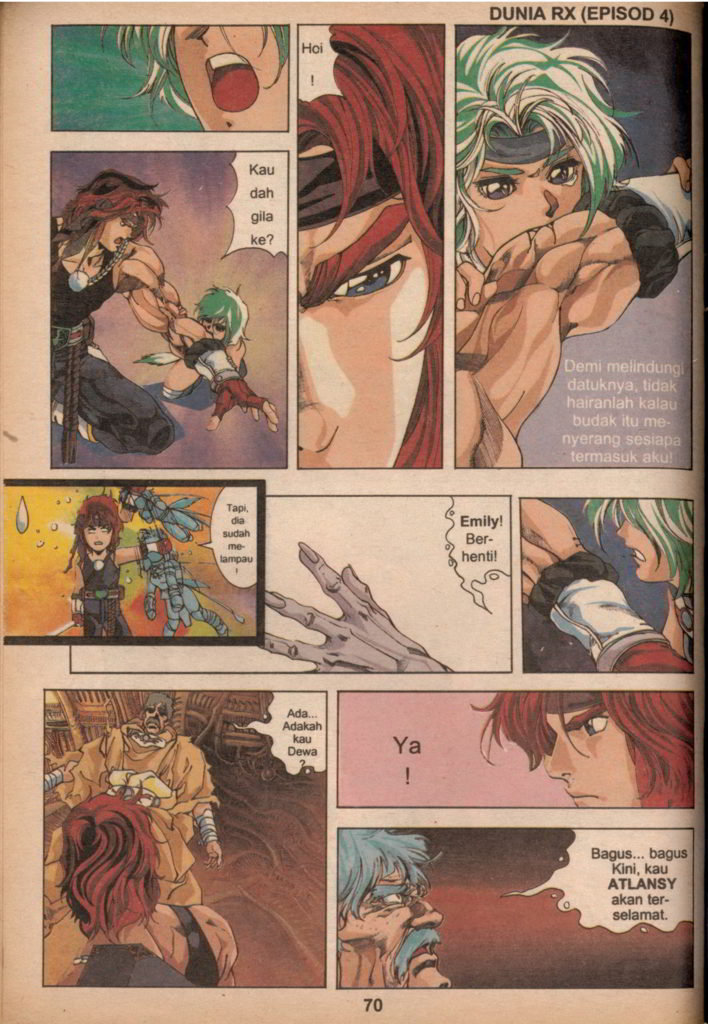 DUNIA RX (EPISOD 4)
Hoi
!
Kau
dah
gila
ke?
Demi melindungi
datuknya, tidak
hairanlah kalau
budak itu me-
nyerang sesiapa
termasuk aku!
Tapi,
dia
sudah
me-
lampau
!
Emily!
Ber-
henti!
Ada...
Adakah
kau
Dewa
?
Ya
!
Bagus... bagus
Kini, kau
ATLANSY
akan ter-
selamat.
70